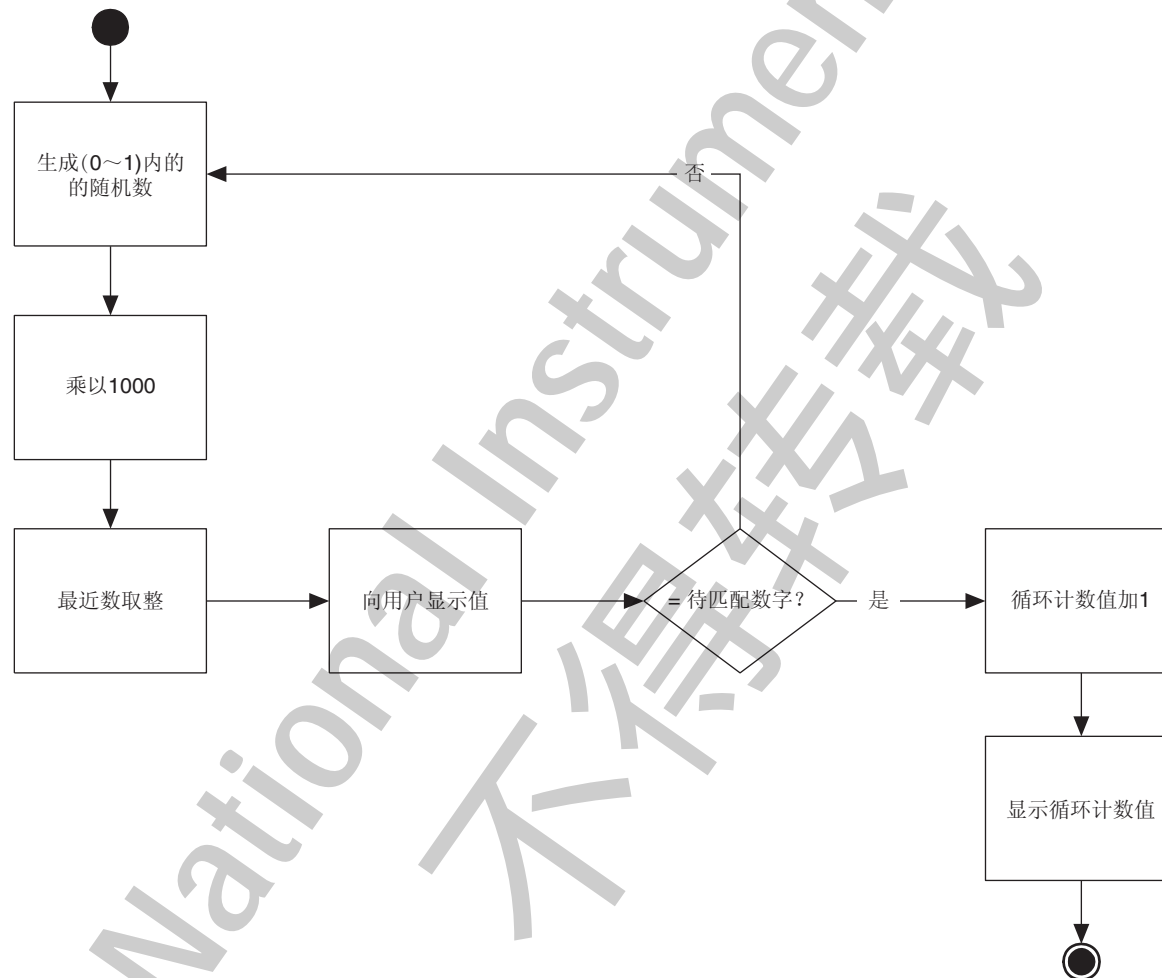 生成(0～1)内的
的随机数
否
乘以1000
最近数取整
向用户显示值
= 待匹配数字？
是
循环计数值加1
显示循环计数值
National Instrumen
不得转载